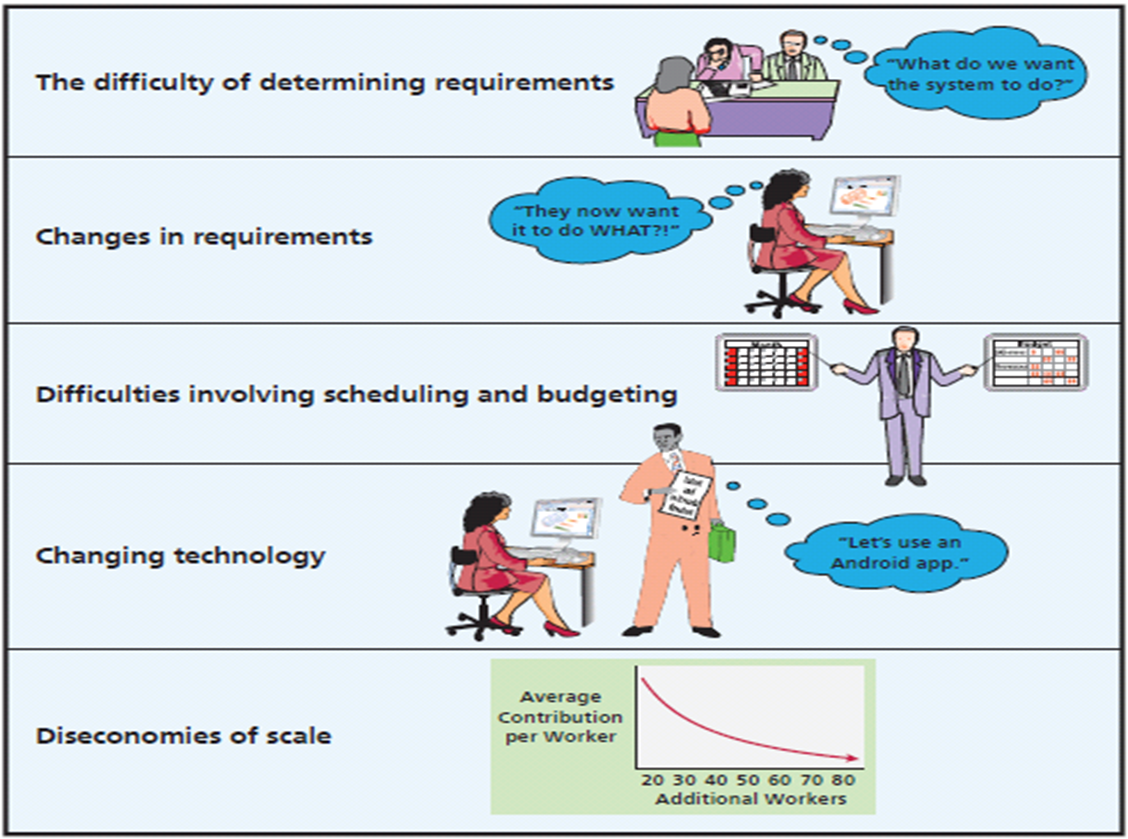 The difficulty of determining requirements
“What do we want
the system to do?”
Changes in requirements
“They now want
it to do WHAT?!”
Difficulties involving scheduling and budgeting
Month
Budget
Changing technology
“Let’s use an
Android app.”
Diseconomies of scale
Average
Contribution
per Worker
20 30 40 50 60 70 80
Additional Workers